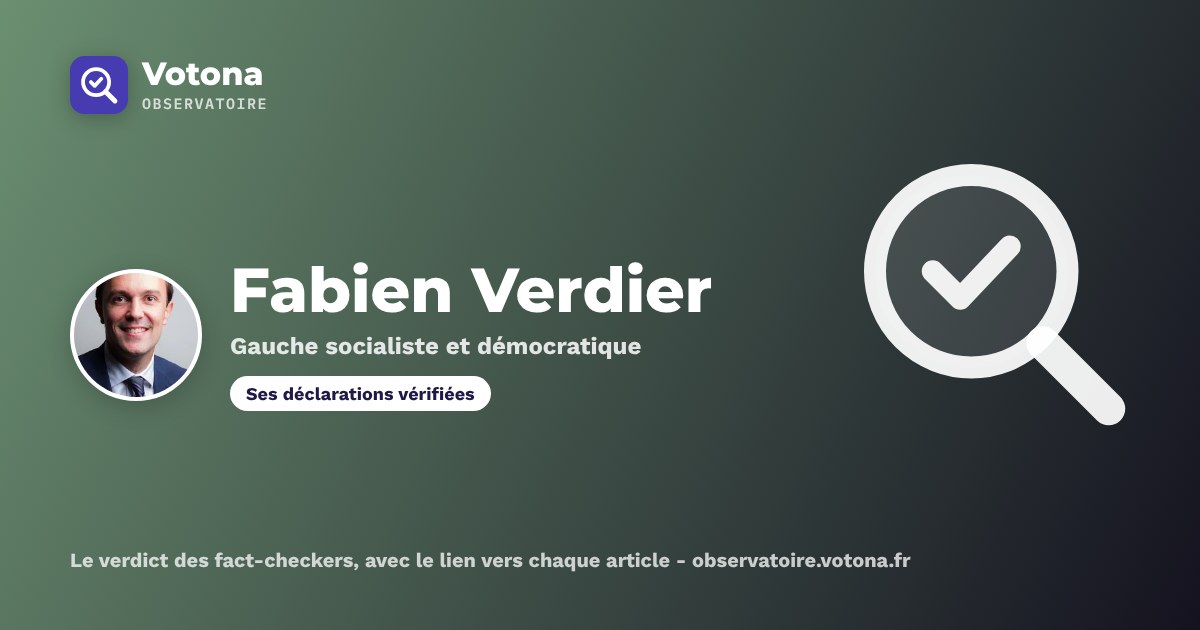 Votona
OBSERVATOIRE
Fabien Verdier
Gauche socialiste et démocratique
Ses déclarations vérifiées
Le verdict des fact-checkers, avec le lien vers chaque article - observatoire.votona.fr